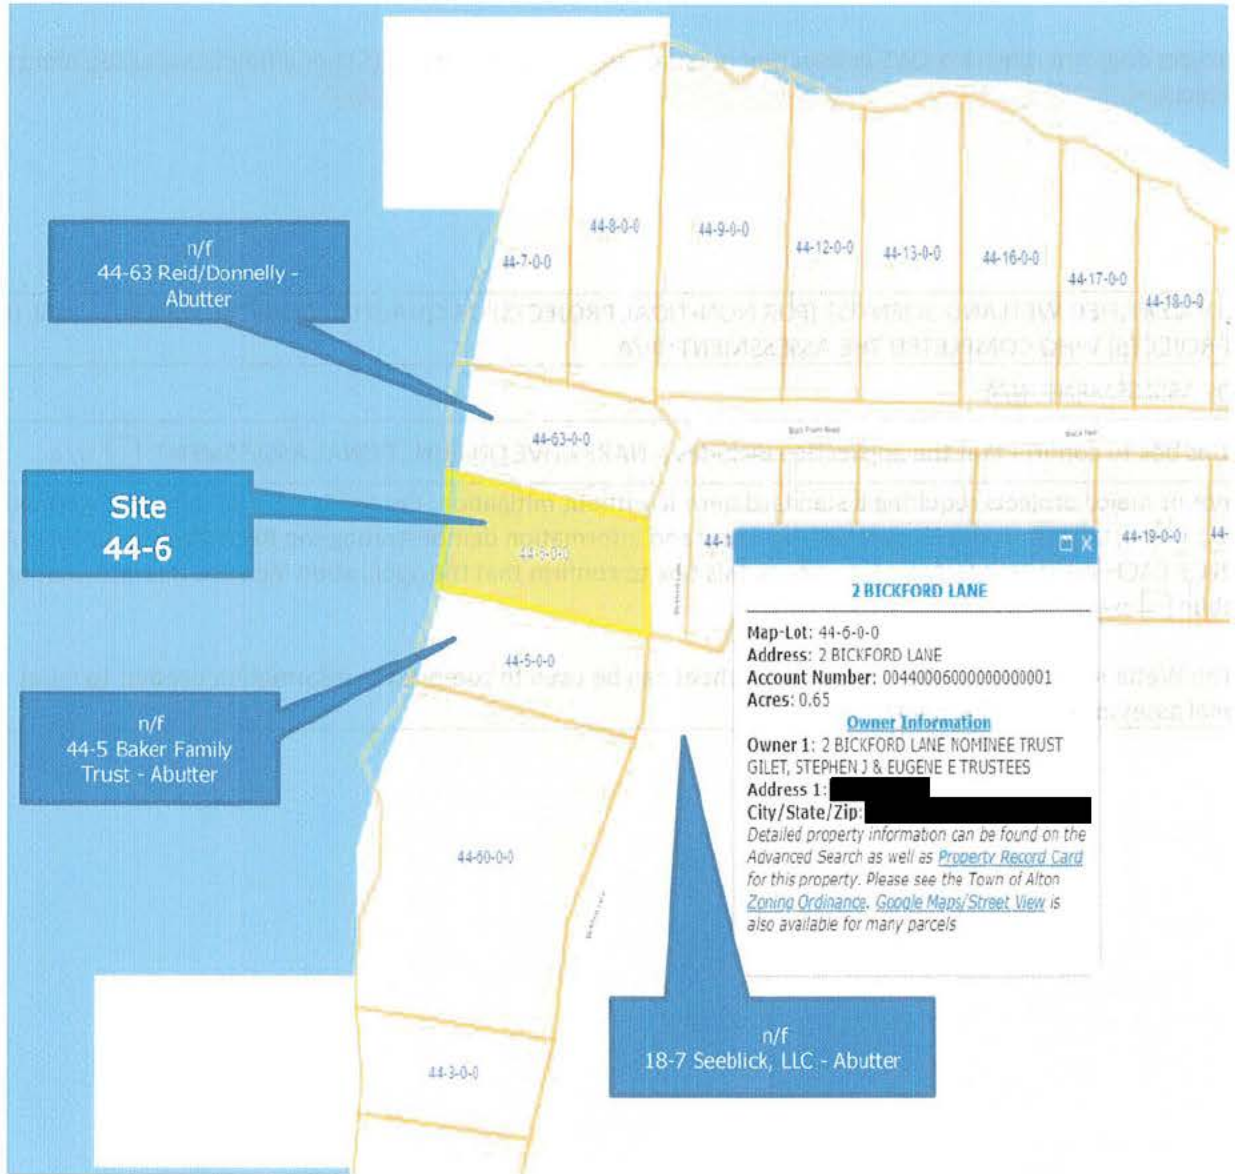 n/f
44-63 Reid/Donnelly -
Abutter
44-7-0-0
44-8-0-0
44-9-0-0
44-12-0-0
44-13-0-0
44-16-0-0
44-17-0-0
44-18-0-0
44-63-0-0
Site
44-6
44-6-0-0
44-1
44-19-0-0
44-
n/f
44-5 Baker Family
Trust - Abutter
44-5-0-0
44-60-0-0
44-3-0-0
2 BICKFORD LANE
Map-Lot: 44-6-0-0
Address: 2 BICKFORD LANE
Account Number: 00440006000000000001
Acres: 0.65
Owner Information
Owner 1: 2 BICKFORD LANE NOMINEE TRUST
GILET, STEPHEN J & EUGENE E TRUSTEES
Address 1:
City/State/Zip:
Detailed property information can be found on the
Advanced Search as well as Property Record Card
for this property. Please see the Town of Alton
Zoning Ordinance. Google Maps/Street View is
also available for many parcels
n/f
18-7 Seeblick, LLC - Abutter